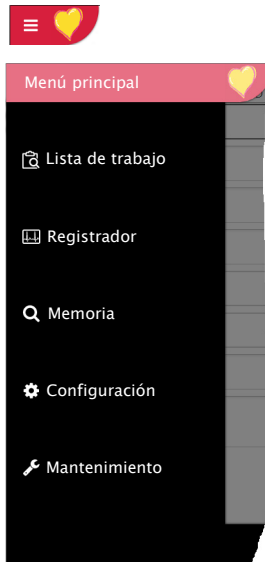 Menú principal
Lista de trabajo
Registrador
Memoria
Configuración
Mantenimiento